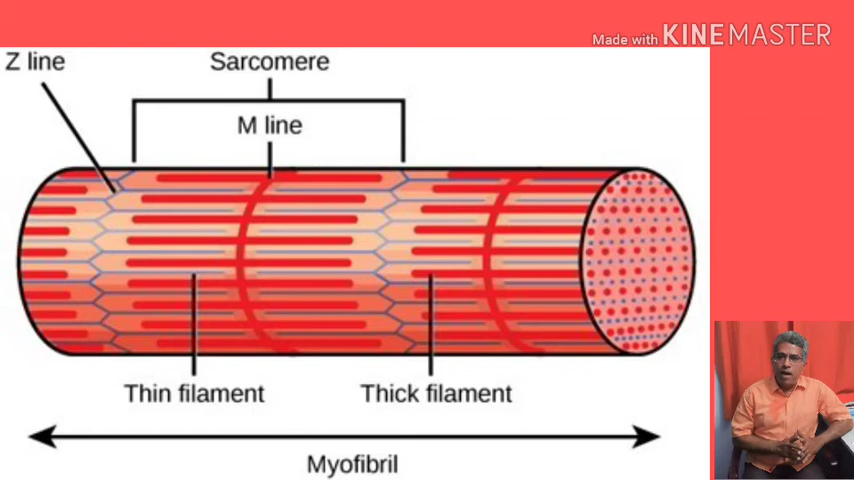 Made with KINEMASTER
Z line
Sarcomere
M line
Thin filament
Thick filament
Myofibril